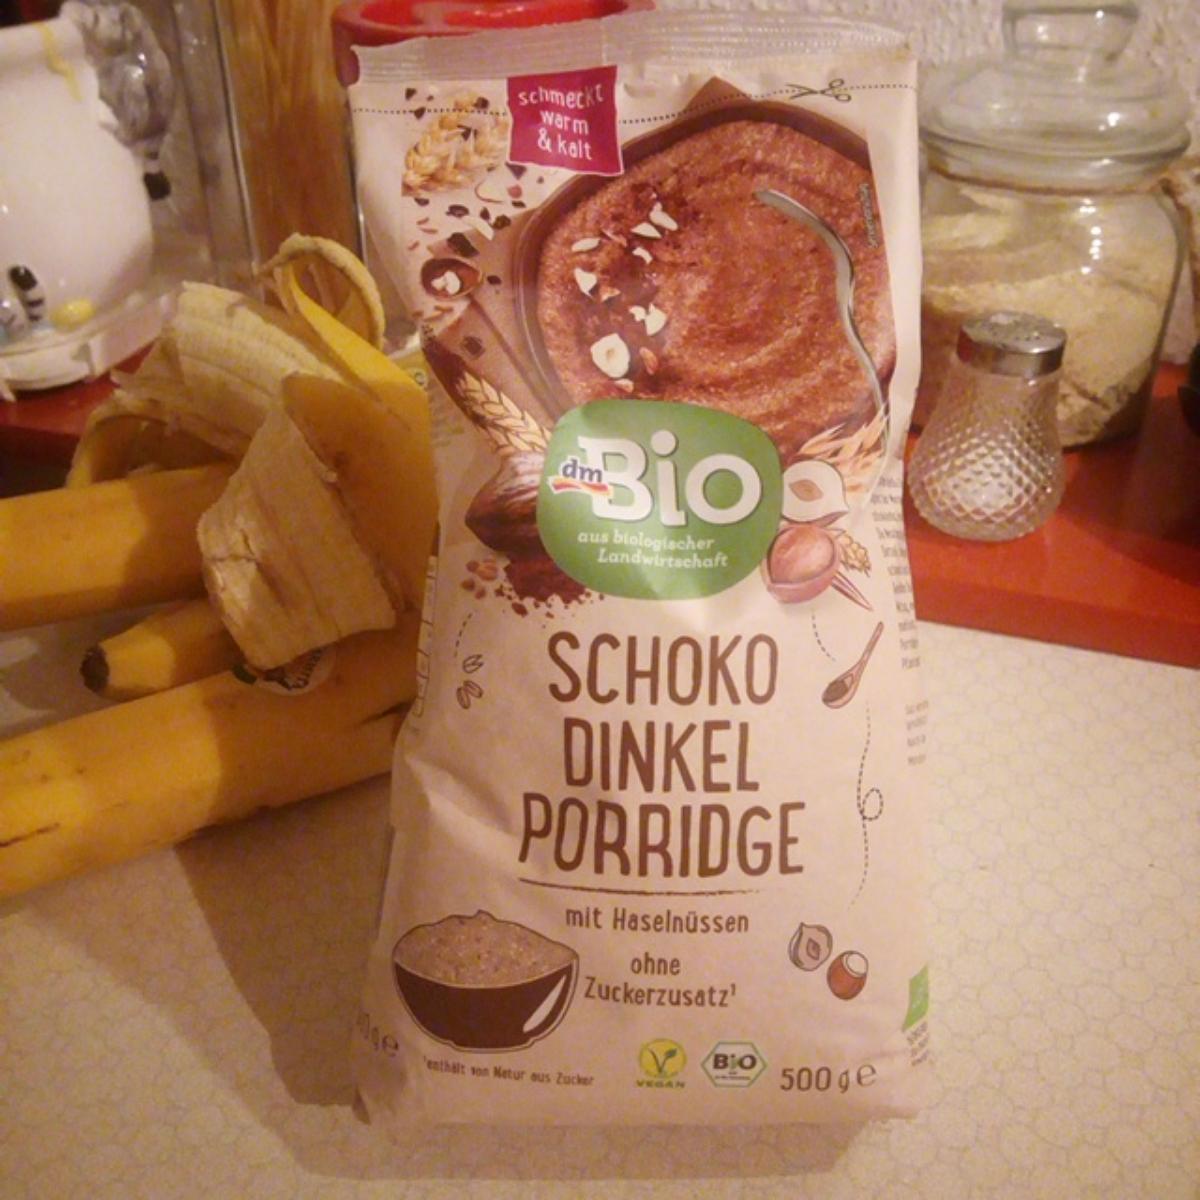 schmeckt
warm
& kalt
dm
Bio
aus biologischer
Landwirtschaft
SCHOKO
DINKEL
PORRIDGE
mit Haselnüssen
ohne
Zuckerzusatz¹
¹enthält von Natur aus Zucker
VEGAN
BIO
500 g e